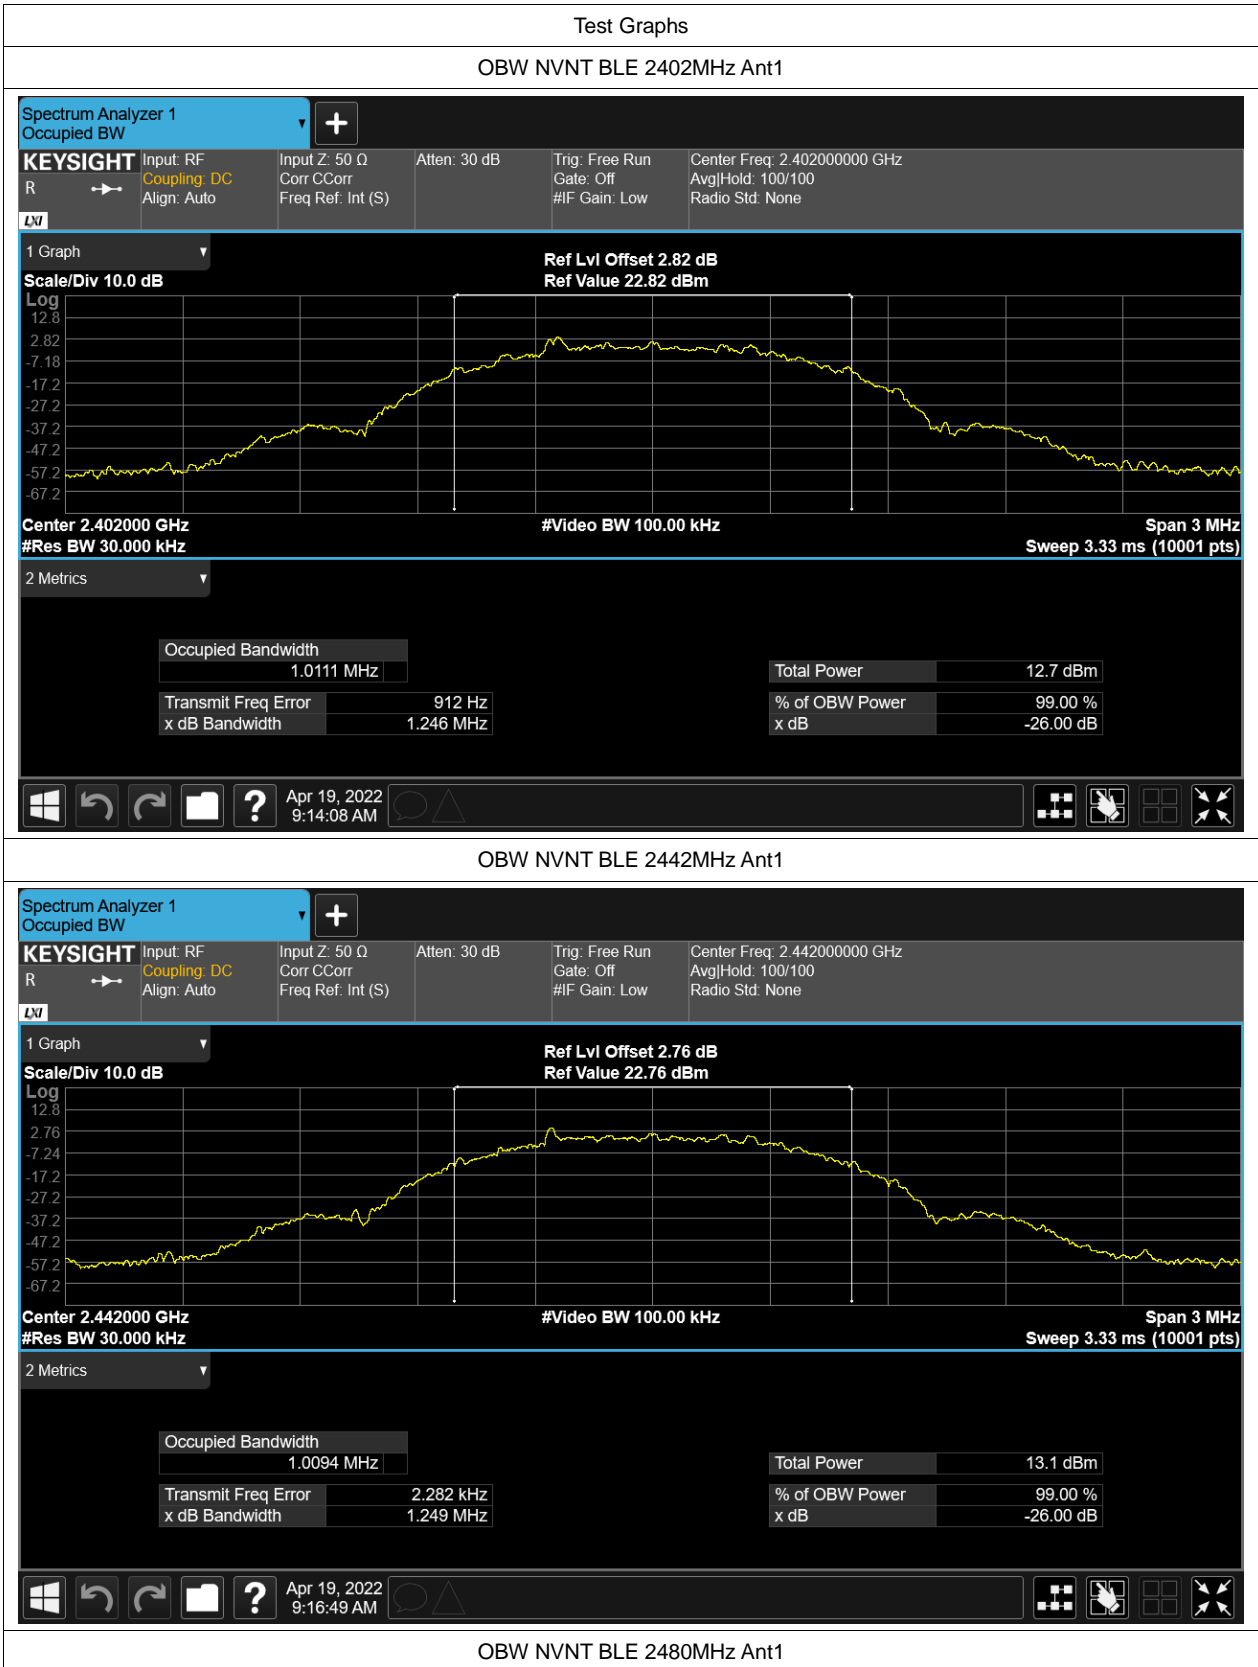 Test Graphs
OBW NVNT BLE 2402MHz Ant1
Spectrum Analyzer 1
Occupied BW
KEYSIGHT
R
LXI
Input: RF
Coupling: DC
Align: Auto
Input Z: 50 Ω
Corr CCorr
Freq Ref: Int (S)
Atten: 30 dB
Trig: Free Run
Gate: Off
#IF Gain: Low
Center Freq: 2.402000000 GHz
Avg|Hold: 100/100
Radio Std: None
1 Graph
Scale/Div 10.0 dB
Ref Lvl Offset 2.82 dB
Ref Value 22.82 dBm
Log
12.8
2.82
-7.18
-17.2
-27.2
-37.2
-47.2
-57.2
-67.2
Center 2.402000 GHz
#Video BW 100.00 kHz
Span 3 MHz
#Res BW 30.000 kHz
Sweep 3.33 ms (10001 pts)
2 Metrics
Occupied Bandwidth
1.0111 MHz
Total Power 12.7 dBm
Transmit Freq Error 912 Hz
% of OBW Power 99.00 %
x dB Bandwidth 1.246 MHz
x dB -26.00 dB
?
Apr 19, 2022
9:14:08 AM
OBW NVNT BLE 2442MHz Ant1
Spectrum Analyzer 1
Occupied BW
KEYSIGHT
R
LXI
Input: RF
Coupling: DC
Align: Auto
Input Z: 50 Ω
Corr CCorr
Freq Ref: Int (S)
Atten: 30 dB
Trig: Free Run
Gate: Off
#IF Gain: Low
Center Freq: 2.442000000 GHz
Avg|Hold: 100/100
Radio Std: None
1 Graph
Scale/Div 10.0 dB
Ref Lvl Offset 2.76 dB
Ref Value 22.76 dBm
Log
12.8
2.76
-7.24
-17.2
-27.2
-37.2
-47.2
-57.2
-67.2
Center 2.442000 GHz
#Video BW 100.00 kHz
Span 3 MHz
#Res BW 30.000 kHz
Sweep 3.33 ms (10001 pts)
2 Metrics
Occupied Bandwidth
1.0094 MHz
Total Power 13.1 dBm
Transmit Freq Error 2.282 kHz
% of OBW Power 99.00 %
x dB Bandwidth 1.249 MHz
x dB -26.00 dB
?
Apr 19, 2022
9:16:49 AM
OBW NVNT BLE 2480MHz Ant1